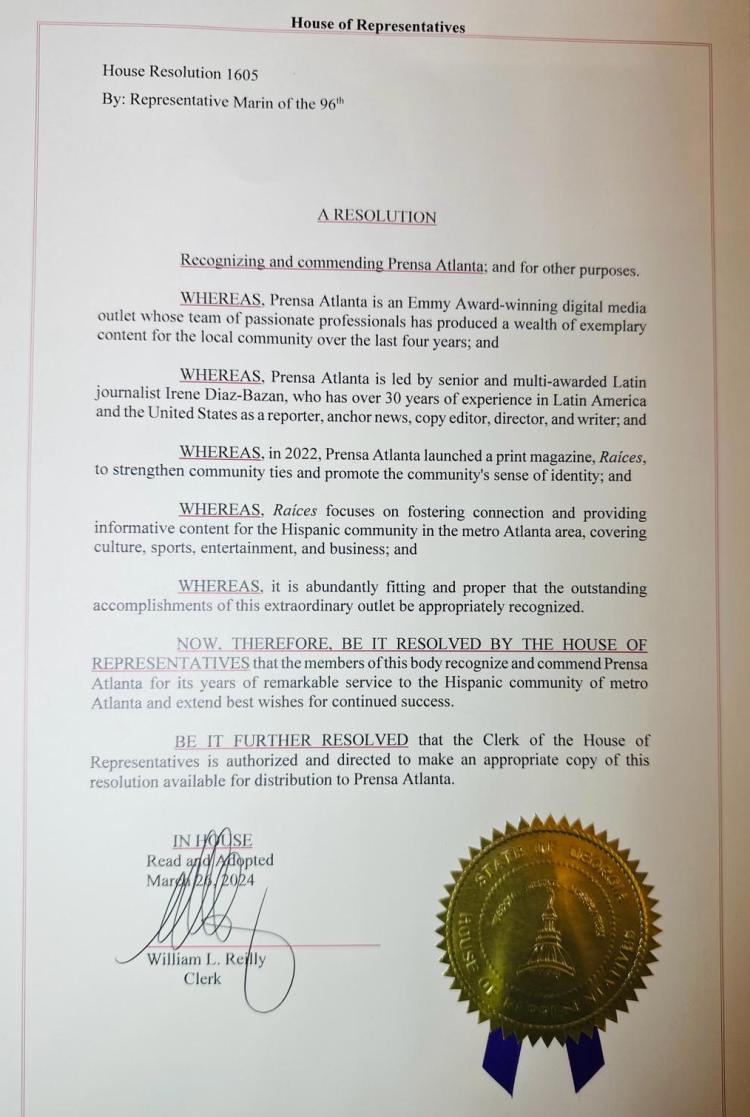 House of Representatives
House Resolution 1605
By: Representative Marin of the 96th
A RESOLUTION
Recognizing and commending Prensa Atlanta; and for other purposes.
WHEREAS, Prensa Atlanta is an Emmy Award-winning digital media
outlet whose team of passionate professionals has produced a wealth of exemplary
content for the local community over the last four years; and
WHEREAS, Prensa Atlanta is led by senior and multi-awarded Latin
journalist Irene Diaz-Bazan, who has over 30 years of experience in Latin America
and the United States as a reporter, anchor news, copy editor, director, and writer; and
WHEREAS, in 2022, Prensa Atlanta launched a print magazine, Raíces,
to strengthen community ties and promote the community's sense of identity; and
WHEREAS, Raíces focuses on fostering connection and providing
informative content for the Hispanic community in the metro Atlanta area, covering
culture, sports, entertainment, and business; and
WHEREAS, it is abundantly fitting and proper that the outstanding
accomplishments of this extraordinary outlet be appropriately recognized.
NOW, THEREFORE, BE IT RESOLVED BY THE HOUSE OF
REPRESENTATIVES that the members of this body recognize and commend Prensa
Atlanta for its years of remarkable service to the Hispanic community of metro
Atlanta and extend best wishes for continued success.
BE IT FURTHER RESOLVED that the Clerk of the House of
Representatives is authorized and directed to make an appropriate copy of this
resolution available for distribution to Prensa Atlanta.
IN HOUSE
Read and Adopted
March 26, 2024
William L. Reilly
Clerk
STATE OF GEORGIA
HOUSE OF REPRESENTATIVES